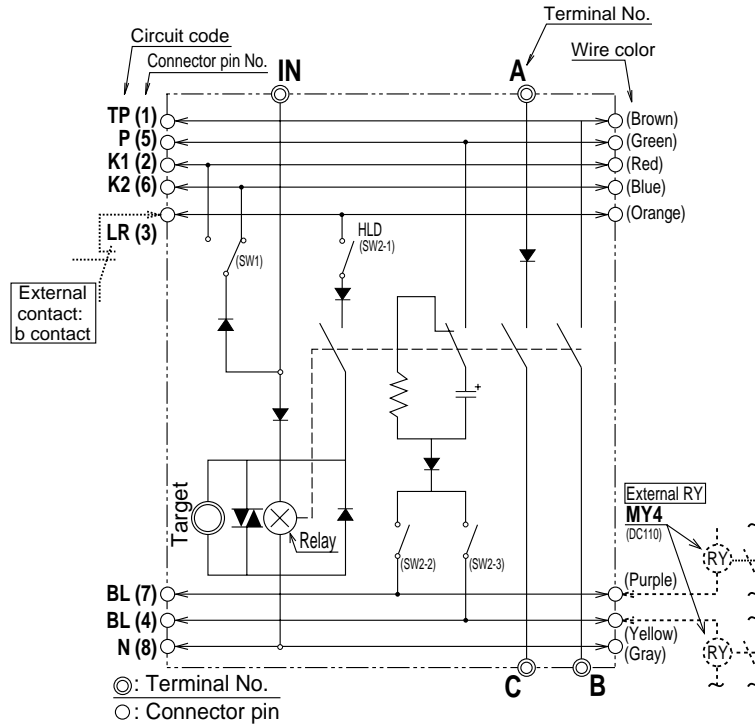 Terminal No.
Circuit code
Connector pin No.
Wire color
IN
A
TP (1)
(Brown)
P (5)
(Green)
K1 (2)
(Red)
K2 (6)
(Blue)
(Orange)
LR (3)
HLD
(SW2-1)
(SW1)
External
contact:
b contact
+
Target
Relay
External RY
MY4
(DC110)
RY
(SW2-2)
(SW2-3)
BL (7)
(Purple)
BL (4)
(Yellow)
N (8)
(Gray)
RY
C
B
◎: Terminal No.
○: Connector pin